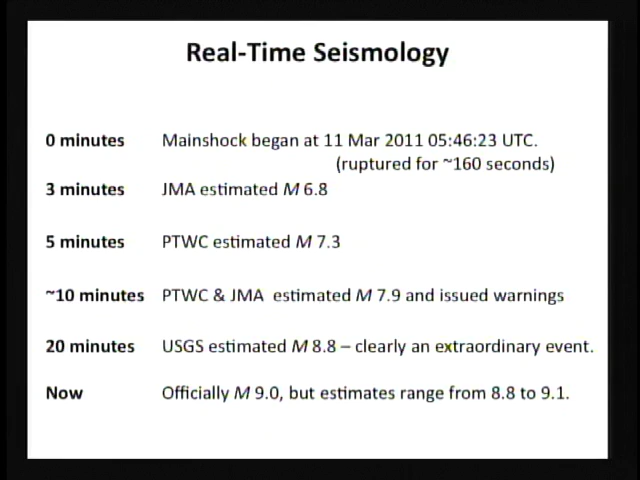 Real-Time Seismology
0 minutes Mainshock began at 11 Mar 2011 05:46:23 UTC.
(ruptured for ~160 seconds)
3 minutes JMA estimated M 6.8
5 minutes PTWC estimated M 7.3
~10 minutes PTWC & JMA estimated M 7.9 and issued warnings
20 minutes USGS estimated M 8.8 – clearly an extraordinary event.
Now Officially M 9.0, but estimates range from 8.8 to 9.1.